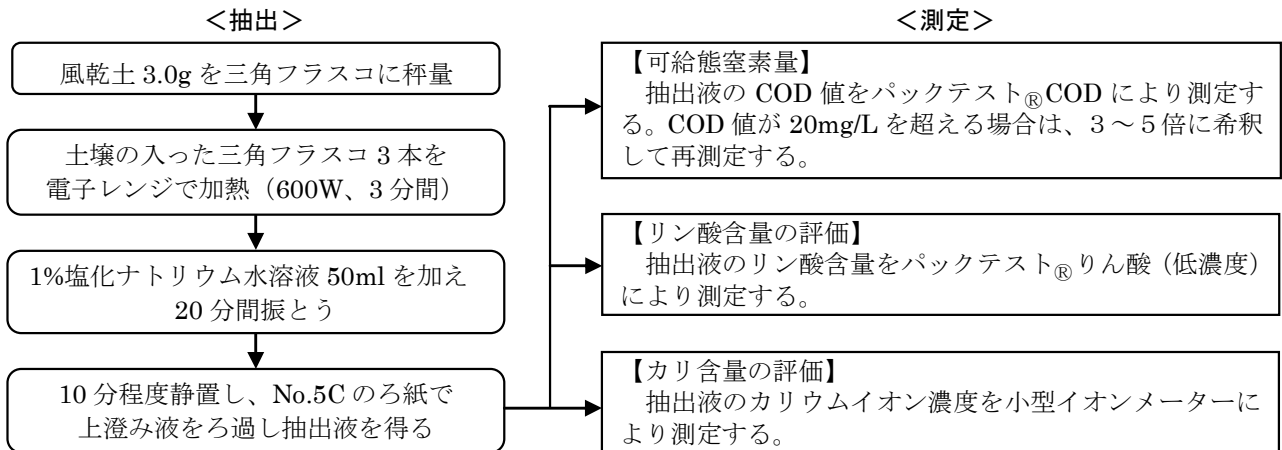 ＜抽出＞
風乾土 3.0g を三角フラスコに秤量
土壌の入った三角フラスコ 3 本を
電子レンジで加熱（600W、3 分間）
1%塩化ナトリウム水溶液 50ml を加え
20 分間振とう
10 分程度静置し、No.5C のろ紙で
上澄み液をろ過し抽出液を得る
＜測定＞
【可給態窒素量】
抽出液の COD 値をパックテスト®COD により測定す
る。COD 値が 20mg/L を超える場合は、３～５倍に希釈
して再測定する。
【リン酸含量の評価】
抽出液のリン酸含量をパックテスト®りん酸（低濃度）
により測定する。
【カリ含量の評価】
抽出液のカリウムイオン濃度を小型イオンメーターに
より測定する。